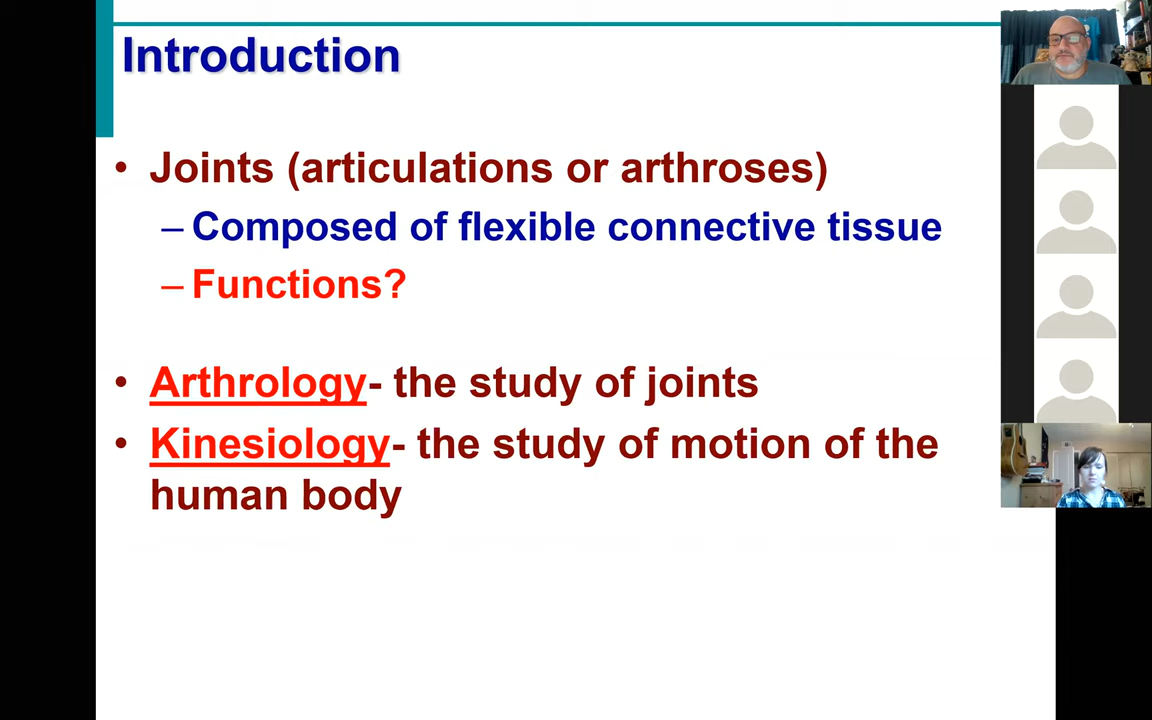 Introduction
• Joints (articulations or arthroses)
– Composed of flexible connective tissue
– Functions?
• Arthrology- the study of joints
• Kinesiology- the study of motion of the
human body